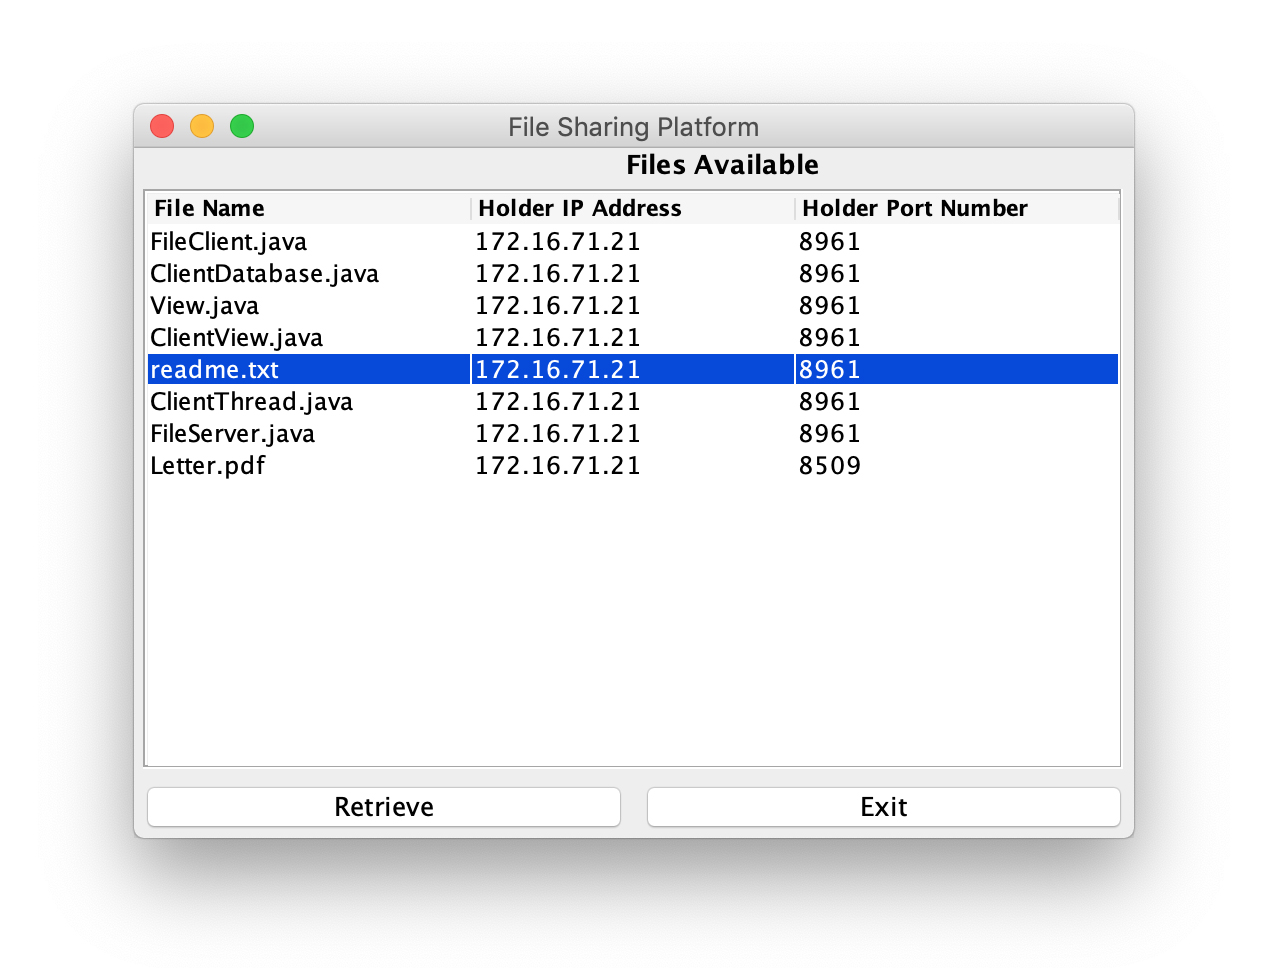 File Sharing Platform
Files Available
File Name Holder IP Address Holder Port Number
FileClient.java 172.16.71.21 8961
ClientDatabase.java 172.16.71.21 8961
View.java 172.16.71.21 8961
ClientView.java 172.16.71.21 8961
readme.txt 172.16.71.21 8961
ClientThread.java 172.16.71.21 8961
FileServer.java 172.16.71.21 8961
Letter.pdf 172.16.71.21 8509
Retrieve Exit